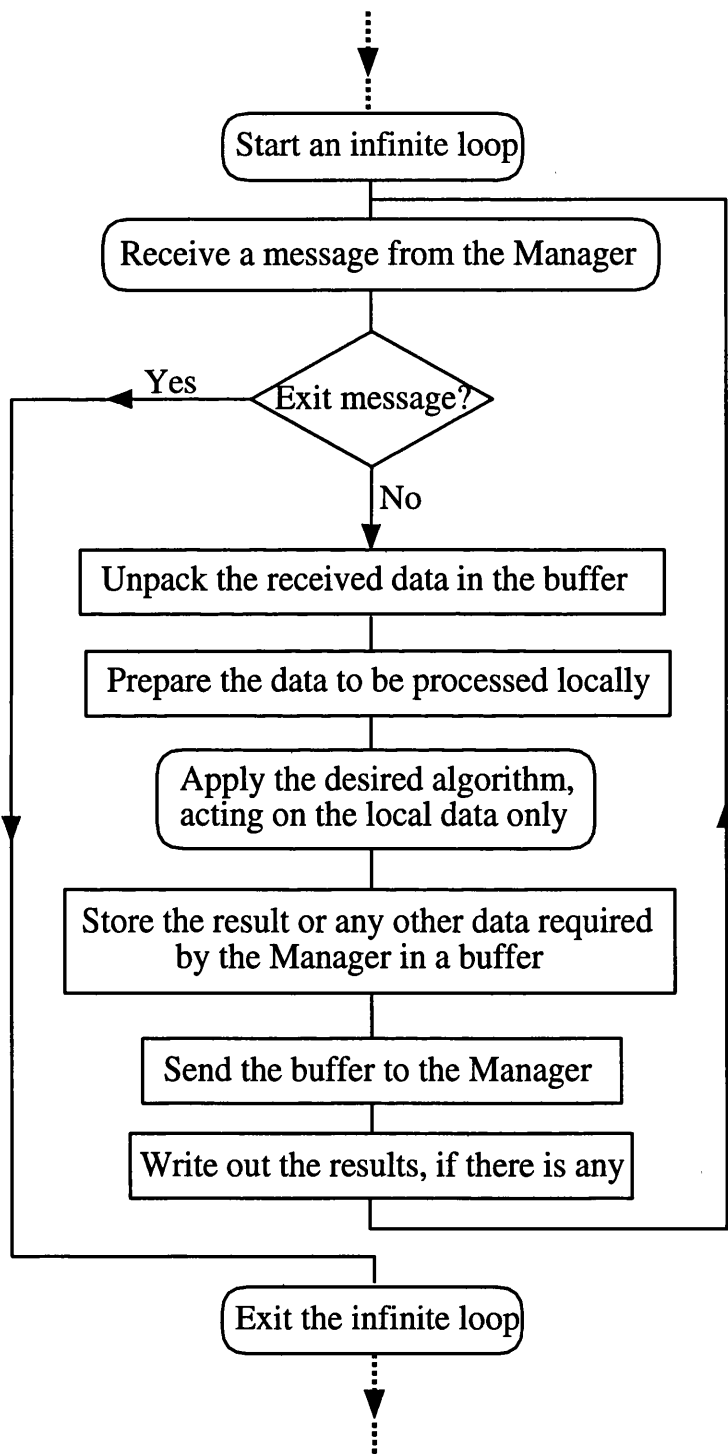 Start an infinite loop
Receive a message from the Manager
Exit message?
Yes
No
Unpack the received data in the buffer
Prepare the data to be processed locally
Apply the desired algorithm,
acting on the local data only
Store the result or any other data required
by the Manager in a buffer
Send the buffer to the Manager
Write out the results, if there is any
Exit the infinite loop